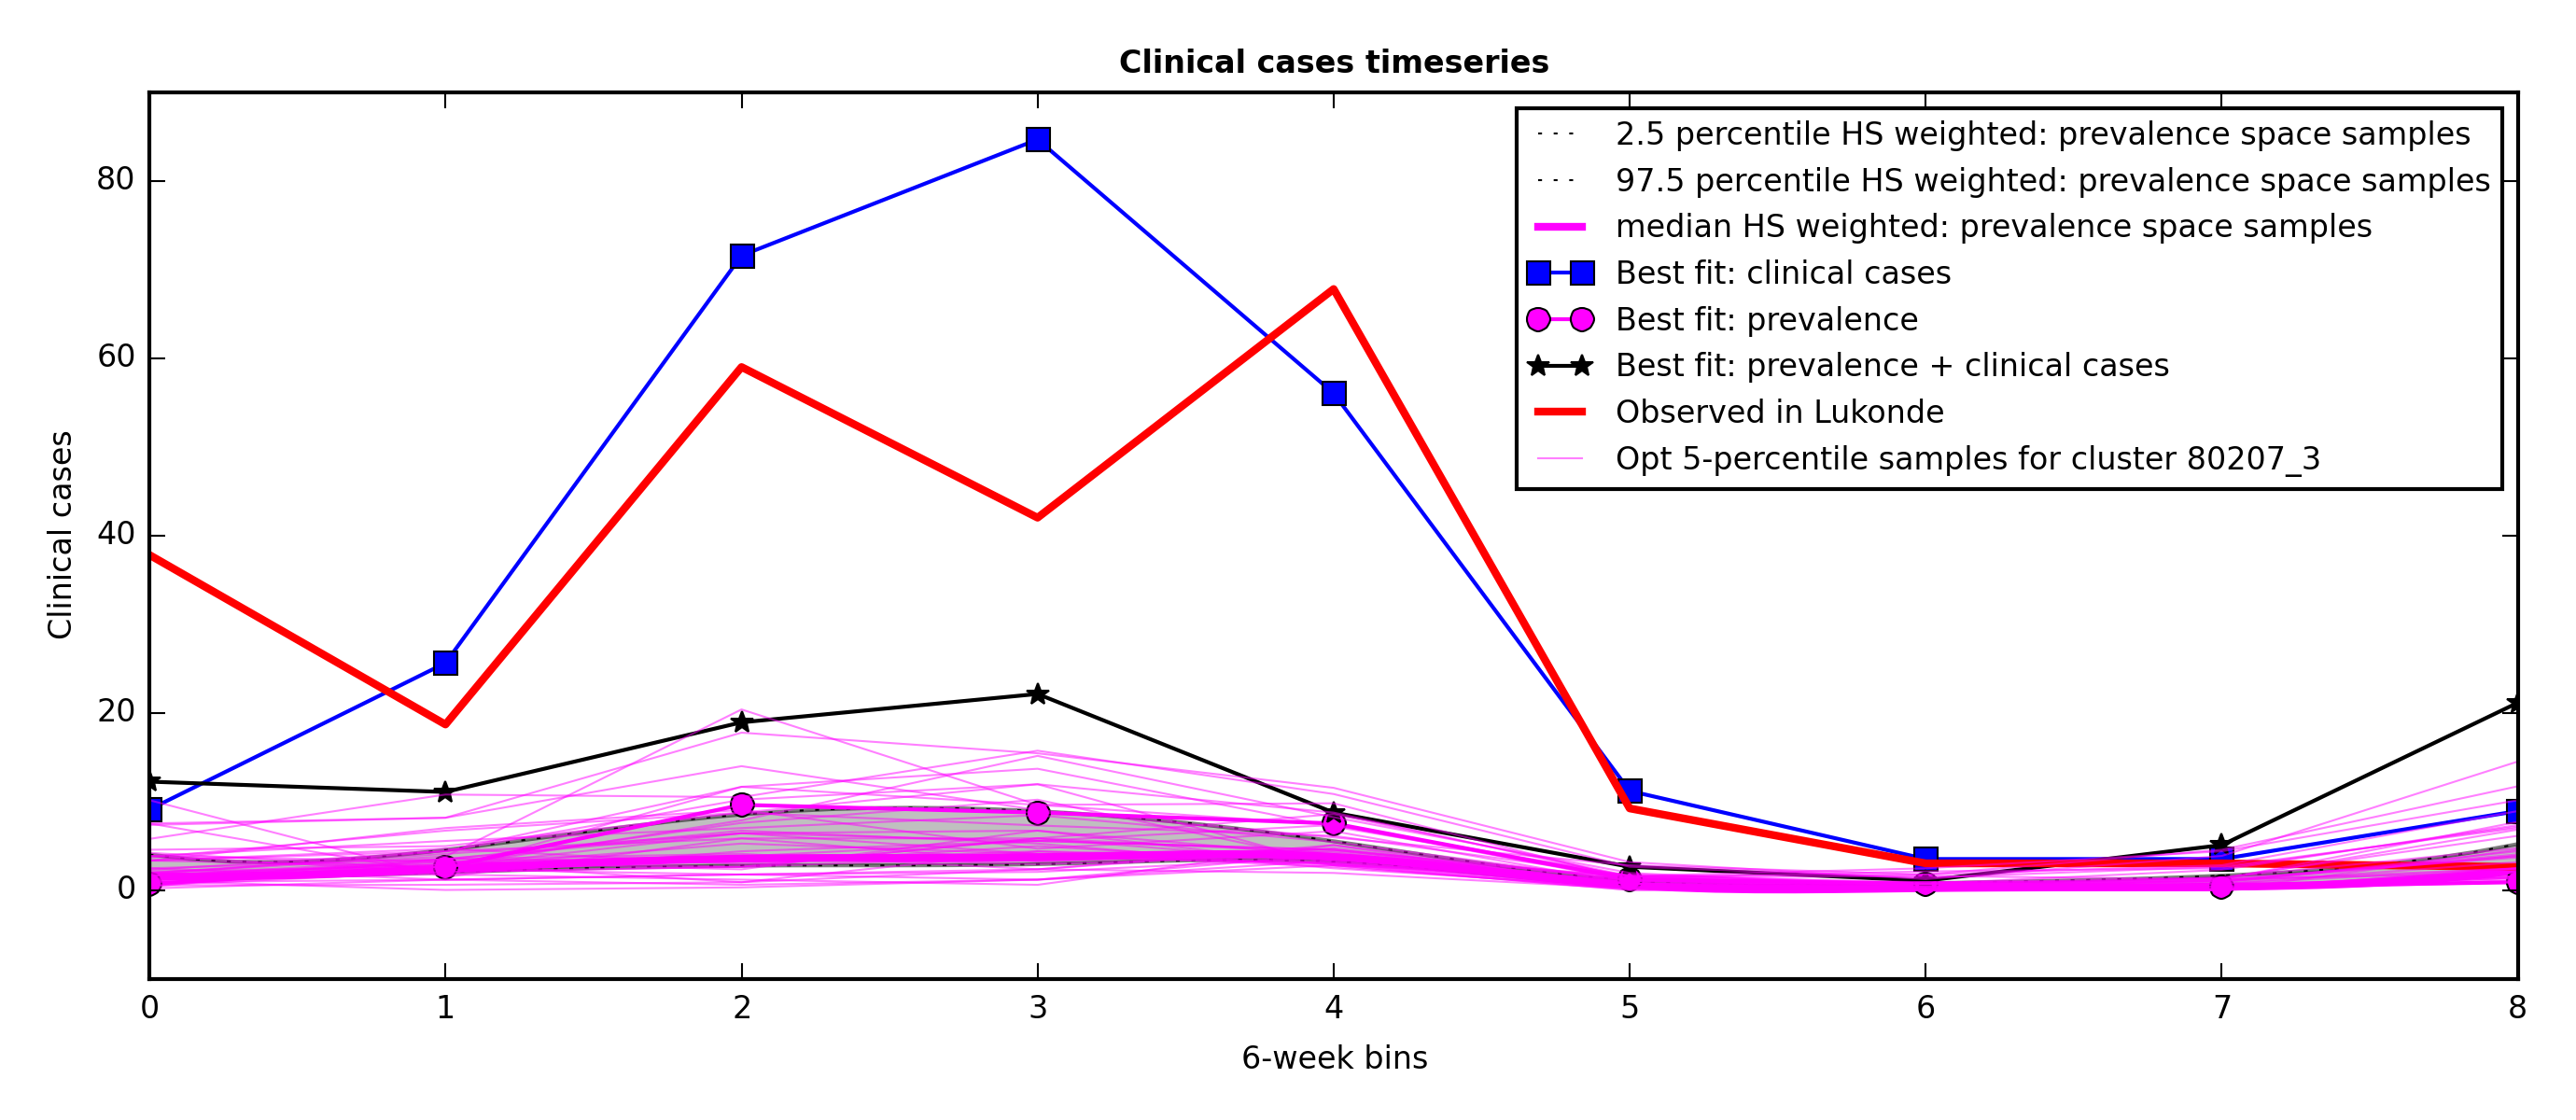 Clinical cases timeseries
2.5 percentile HS weighted: prevalence space samples
97.5 percentile HS weighted: prevalence space samples
median HS weighted: prevalence space samples
Best fit: clinical cases
Best fit: prevalence
Best fit: prevalence + clinical cases
Observed in Lukonde
Opt 5-percentile samples for cluster 80207_3
Clinical cases
80
60
40
20
0
0 1 2 3 4 5 6 7 8
6-week bins